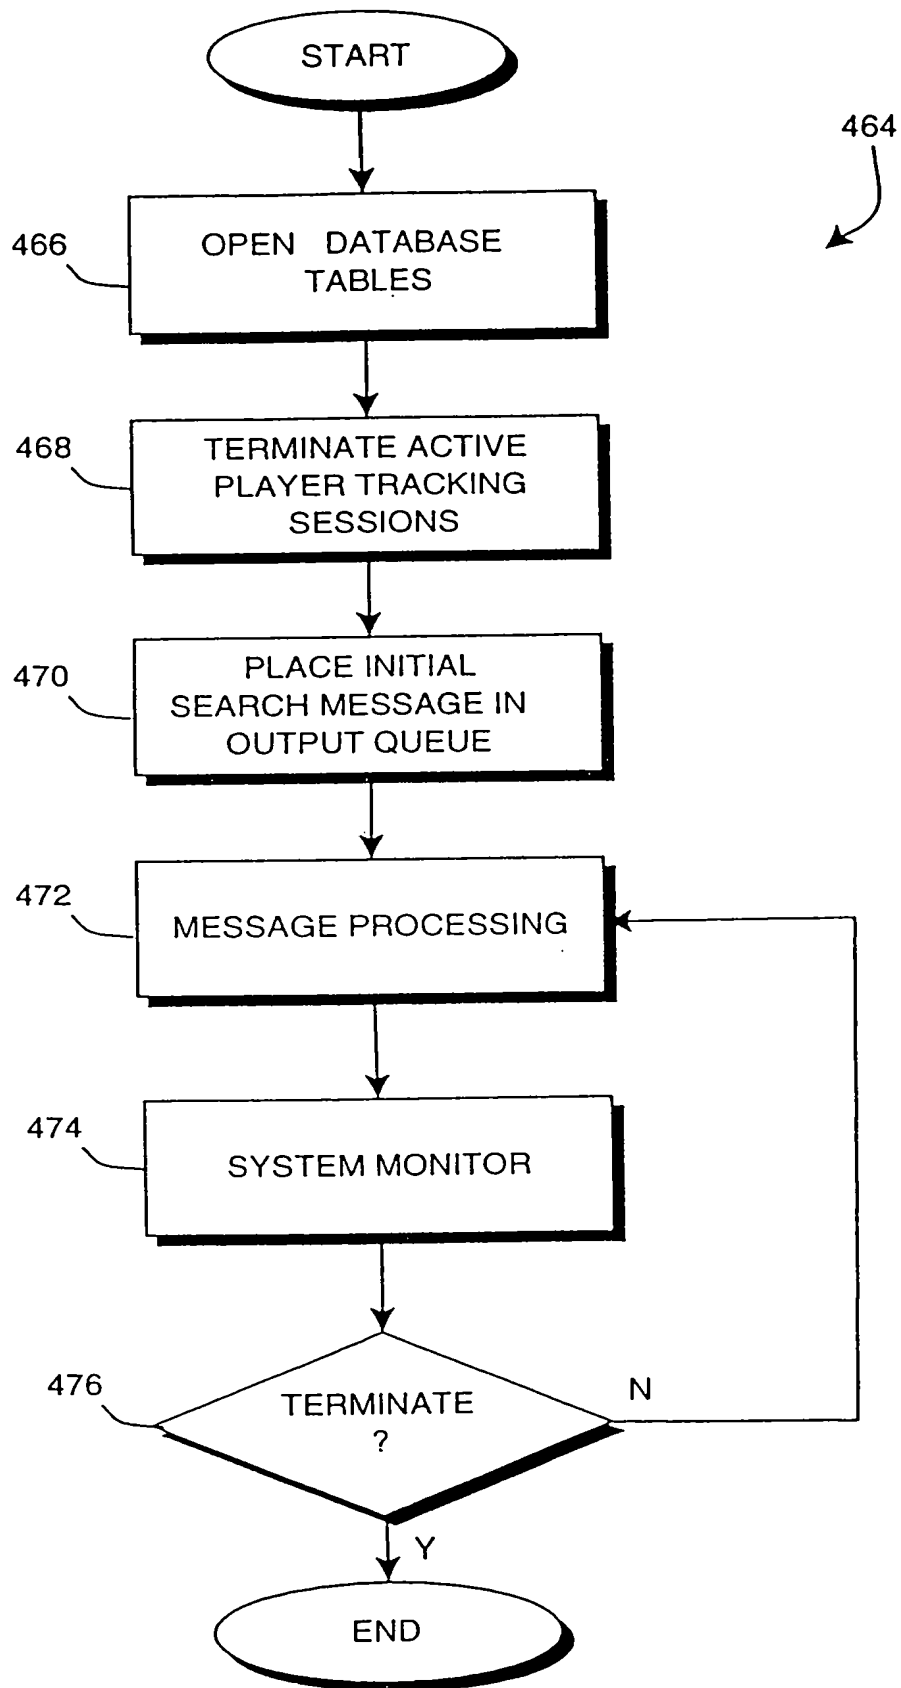 START
464
466
OPEN DATABASE
TABLES
468
TERMINATE ACTIVE
PLAYER TRACKING
SESSIONS
470
PLACE INITIAL
SEARCH MESSAGE IN
OUTPUT QUEUE
472
MESSAGE PROCESSING
474
SYSTEM MONITOR
476
TERMINATE
?
N
Y
END